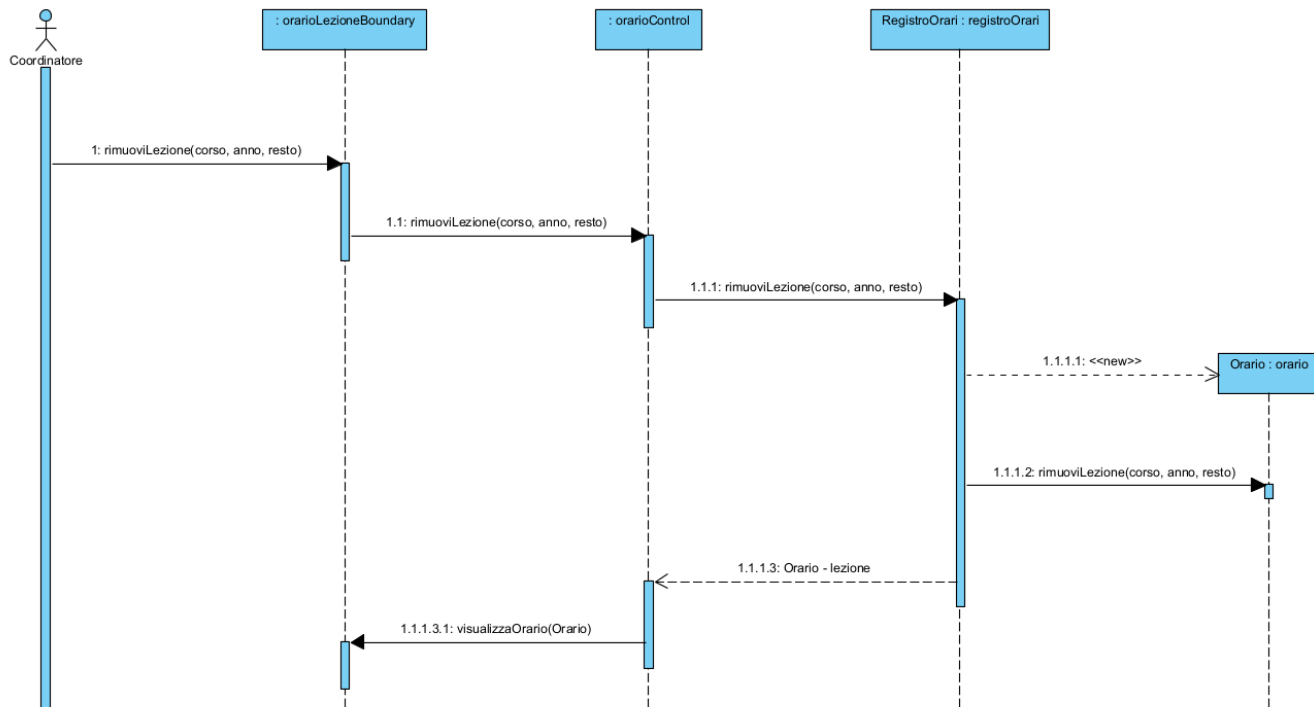 : orarioLezioneBoundary
: orarioControl
RegistroOrari : registroOrari
Coordinatore
1: rimuoviLezione(corso, anno, resto)
1.1: rimuoviLezione(corso, anno, resto)
1.1.1: rimuoviLezione(corso, anno, resto)
1.1.1.1: <<new>>
Orario : orario
1.1.1.2: rimuoviLezione(corso, anno, resto)
1.1.1.3: Orario - lezione
1.1.1.3.1: visualizzaOrario(Orario)